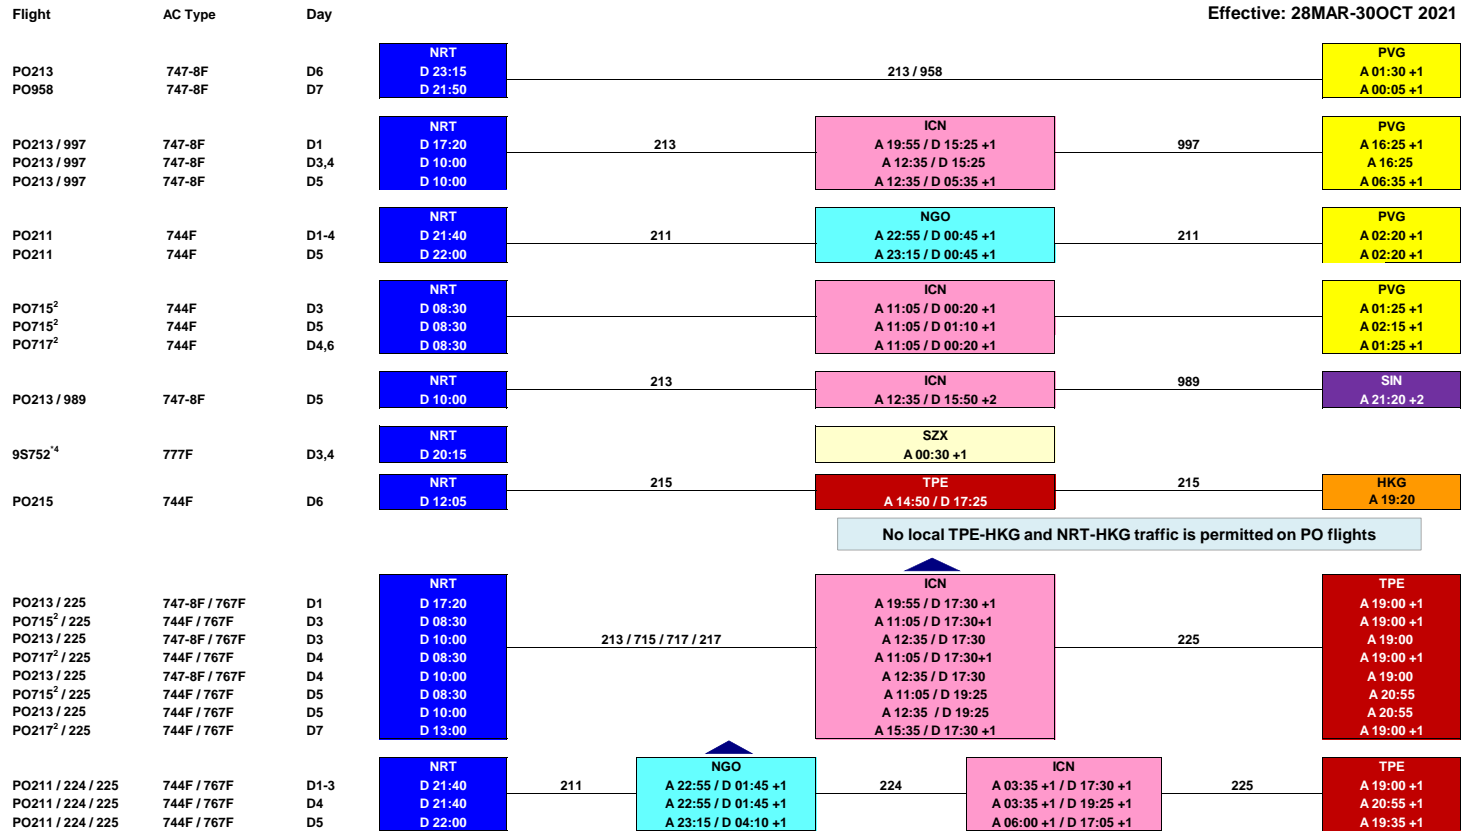 Flight AC Type Day Effective: 28MAR-30OCT 2021
NRT PVG
PO213 747-8F D6 D 23:15 213 / 958 A 01:30 +1
PO958 747-8F D7 D 21:50 A 00:05 +1
NRT ICN PVG
PO213 / 997 747-8F D1 D 17:20 213 A 19:55 / D 15:25 +1 997 A 16:25 +1
PO213 / 997 747-8F D3,4 D 10:00 A 12:35 / D 15:25 A 16:25
PO213 / 997 747-8F D5 D 10:00 A 12:35 / D 05:35 +1 A 06:35 +1
NRT NGO PVG
PO211 744F D1-4 D 21:40 211 A 22:55 / D 00:45 +1 211 A 02:20 +1
PO211 744F D5 D 22:00 A 23:15 / D 00:45 +1 A 02:20 +1
NRT ICN PVG
PO715² 744F D3 D 08:30 A 11:05 / D 00:20 +1 A 01:25 +1
PO715² 744F D5 D 08:30 A 11:05 / D 01:10 +1 A 02:15 +1
PO717² 744F D4,6 D 08:30 A 11:05 / D 00:20 +1 A 01:25 +1
NRT 213 ICN 989 SIN
PO213 / 989 747-8F D5 D 10:00 A 12:35 / D 15:50 +2 A 21:20 +2
NRT SZX
9S752*⁴ 777F D3,4 D 20:15 A 00:30 +1
NRT 215 TPE 215 HKG
PO215 744F D6 D 12:05 A 14:50 / D 17:25 A 19:20
No local TPE-HKG and NRT-HKG traffic is permitted on PO flights
NRT ICN TPE
PO213 / 225 747-8F / 767F D1 D 17:20 A 19:55 / D 17:30 +1 A 19:00 +1
PO715² / 225 744F / 767F D3 D 08:30 A 11:05 / D 17:30+1 A 19:00 +1
PO213 / 225 747-8F / 767F D3 D 10:00 213 / 715 / 717 / 217 A 12:35 / D 17:30 225 A 19:00
PO717² / 225 744F / 767F D4 D 08:30 A 11:05 / D 17:30+1 A 19:00 +1
PO213 / 225 747-8F / 767F D4 D 10:00 A 12:35 / D 17:30 A 19:00
PO715² / 225 744F / 767F D5 D 08:30 A 11:05 / D 19:25 A 20:55
PO213 / 225 744F / 767F D5 D 10:00 A 12:35 / D 19:25 A 20:55
PO217² / 225 744F / 767F D7 D 13:00 A 15:35 / D 17:30 +1 A 19:00 +1
NRT NGO ICN TPE
PO211 / 224 / 225 744F / 767F D1-3 D 21:40 211 A 22:55 / D 01:45 +1 224 A 03:35 +1 / D 17:30 +1 225 A 19:00 +1
PO211 / 224 / 225 744F / 767F D4 D 21:40 A 22:55 / D 01:45 +1 A 03:35 +1 / D 19:25 +1 A 20:55 +1
PO211 / 224 / 225 744F / 767F D5 D 22:00 A 23:15 / D 04:10 +1 A 06:00 +1 / D 17:05 +1 A 19:35 +1